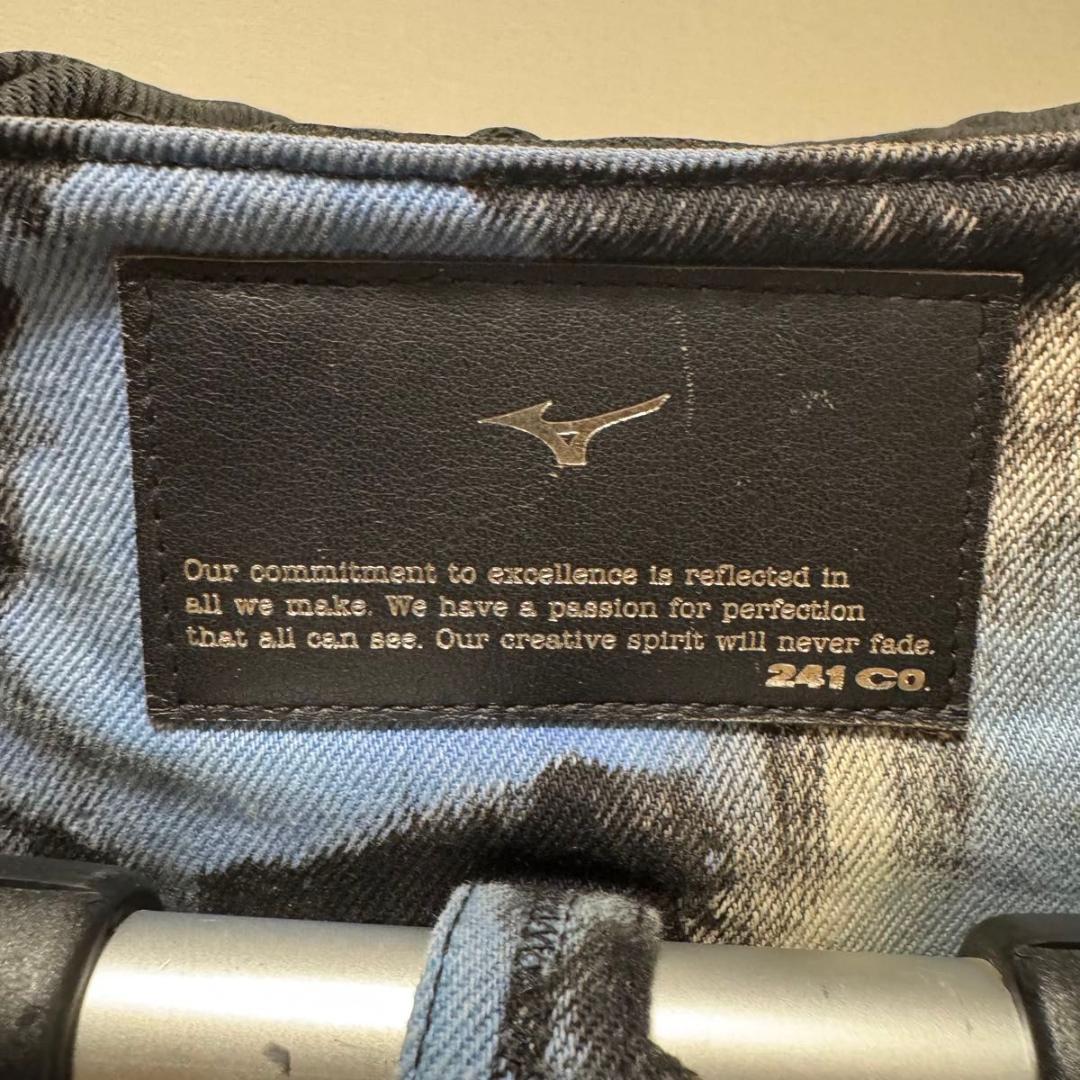 Our commitment to excellence is reflected in
all we make. We have a passion for perfection
that all can see. Our creative spirit will never fade.
241 CO.